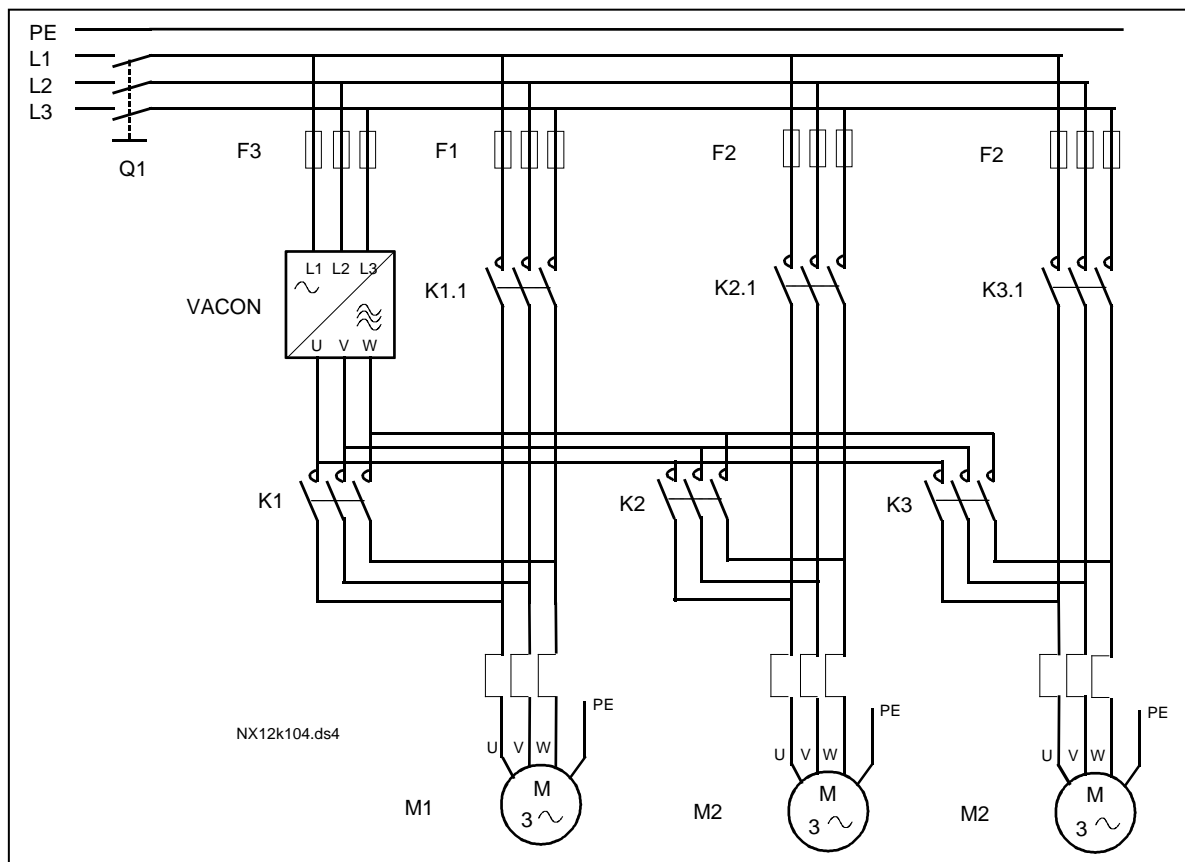 PE
L1
L2
L3
Q1
F3
F1
F2
F2
L1 L2 L3
VACON
U V W
K1.1
K2.1
K3.1
K1
K2
K3
NX12k104.ds4
PE
PE
PE
U V W
U V W
U V W
M
3
M
3
M
3
M1
M2
M2